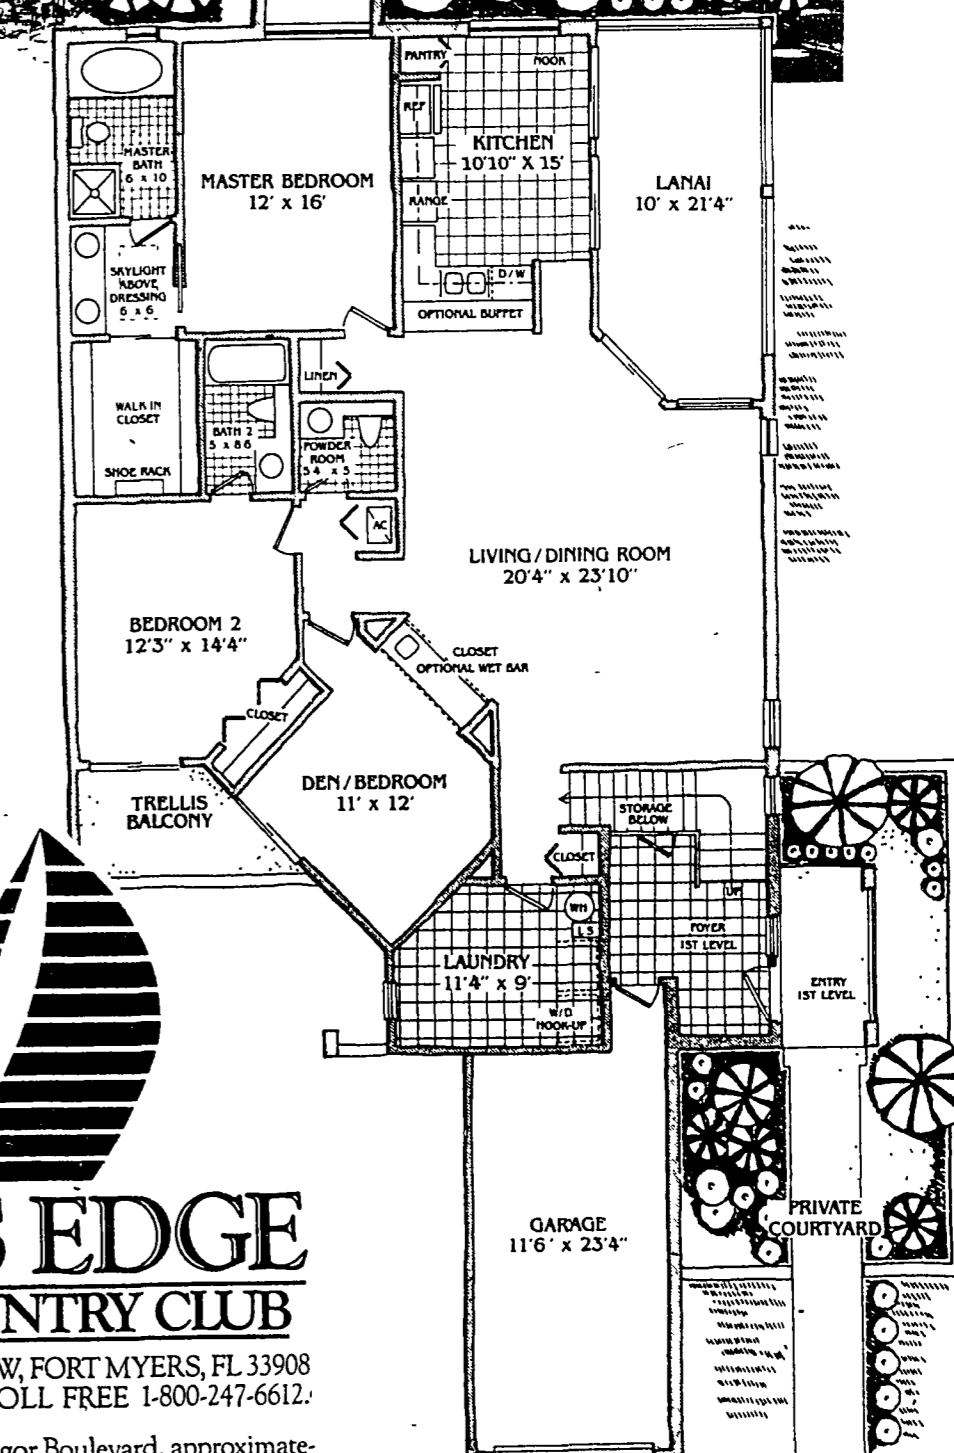 PANTRY
NOOK
REF
KITCHEN
10'10" X 15'
MASTER
BATH
6 x 10
MASTER BEDROOM
12' x 16'
RANGE
LANAI
10' x 21'4"
SKYLIGHT
ABOVE
DRESSING
6 x 6
D/W
OPTIONAL BUFFET
LINEN
WALK IN
CLOSET
SHOE RACK
BATH 2
5 x 8 6
POWDER
ROOM
5 4 x 5
AC
LIVING/DINING ROOM
20'4" x 23'10"
BEDROOM 2
12'3" x 14'4"
CLOSET
OPTIONAL WET BAR
CLOSET
DEN/BEDROOM
11' x 12'
TRELLIS
BALCONY
STORAGE
BELOW
CLOSET
UP
WH
L S
FOYER
1ST LEVEL
LAUNDRY
11'4" x 9'
ENTRY
1ST LEVEL
W/D
HOOK-UP
PRIVATE
COURTYARD
GARAGE
11'6' x 23'4"
S EDGE
NTRY CLUB
W, FORT MYERS, FL 33908
OLL FREE 1-800-247-6612.
gor Boulevard, approximate-